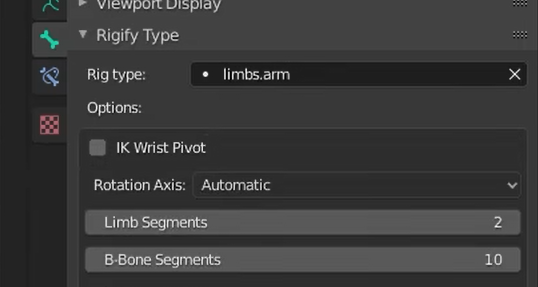 Viewport Display
Rigify Type
Rig type: limbs.arm
Options:
IK Wrist Pivot
Rotation Axis: Automatic
Limb Segments 2
B-Bone Segments 10